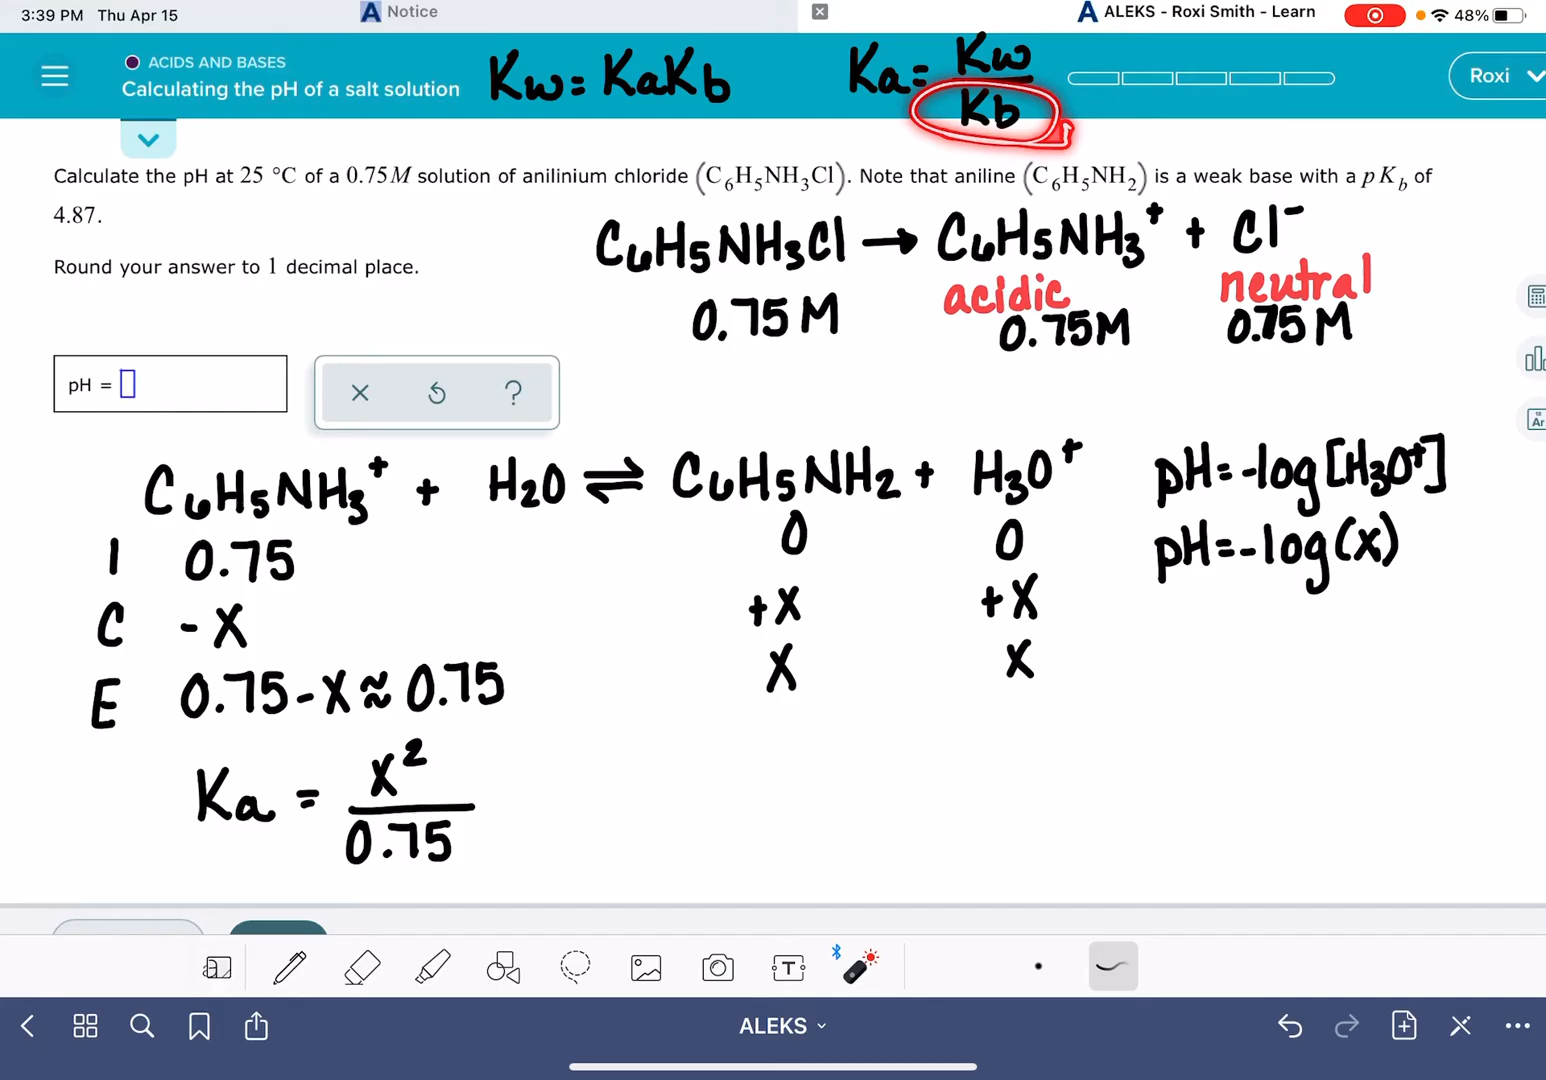 3:39 PM Thu Apr 15
Notice
ALEKS - Roxi Smith - Learn
48%
ACIDS AND BASES
Calculating the pH of a salt solution
Kw = KaKb
Ka = Kw / Kb
Roxi
Calculate the pH at 25 °C of a 0.75M solution of anilinium chloride (C₆H₅NH₃Cl). Note that aniline (C₆H₅NH₂) is a weak base with a pK_b of
4.87.
C6H5NH3Cl → C6H5NH3⁺ + Cl⁻
Round your answer to 1 decimal place.
acidic neutral
0.75 M 0.75M 0.75 M
pH =
?
C6H5NH3⁺ + H2O ⇌ C6H5NH2 + H3O⁺
pH = -log[H3O⁺]
I 0.75 0 0
pH = -log(x)
C -X +X +X
E 0.75 - X ≈ 0.75 X X
Ka = X² / 0.75
a
T
ALEKS
Ar